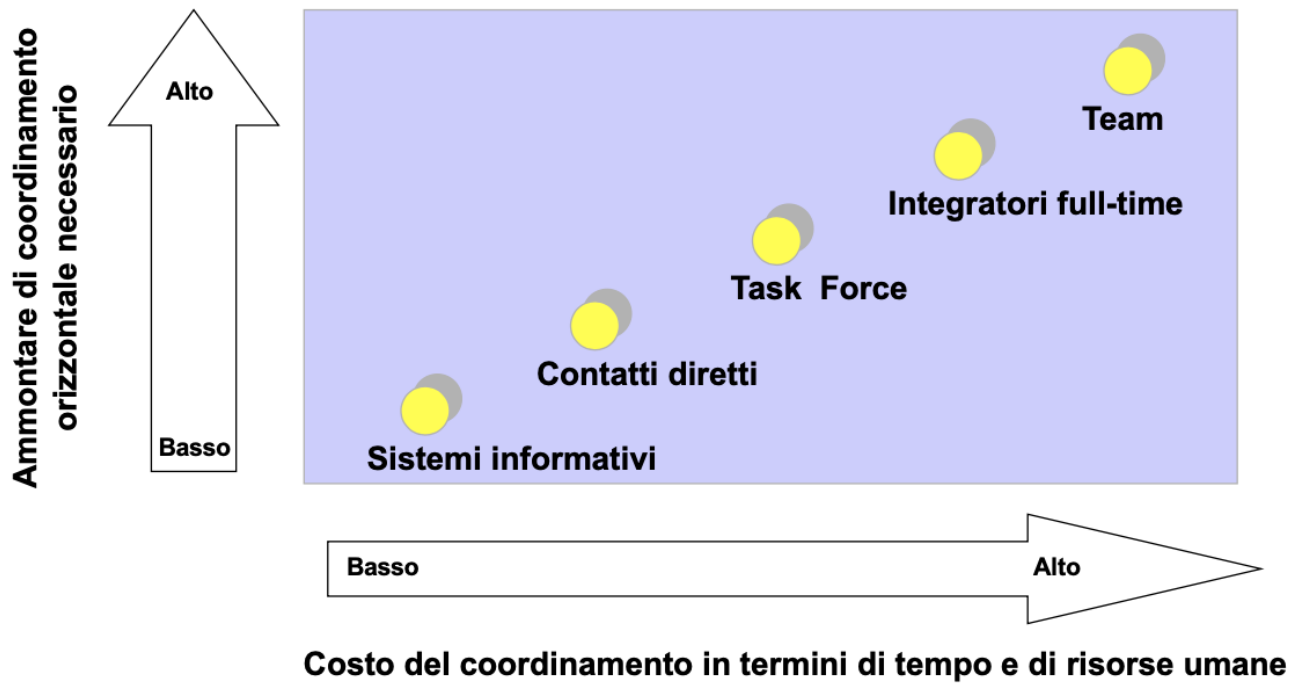 Ammontare di coordinamento
orizzontale necessario
Alto
Basso
Team
Integratori full-time
Task Force
Contatti diretti
Sistemi informativi
Basso
Alto
Costo del coordinamento in termini di tempo e di risorse umane